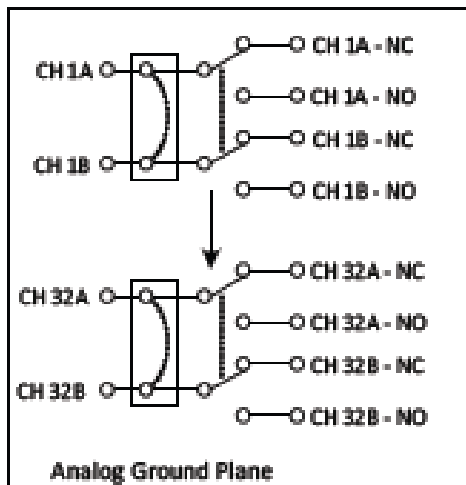 CH 1A - NC
CH 1A
CH 1A - NO
CH 1B - NC
CH 1B
CH 1B - NO
CH 32A - NC
CH 32A
CH 32A - NO
CH 32B - NC
CH 32B
CH 32B - NO
Analog Ground Plane